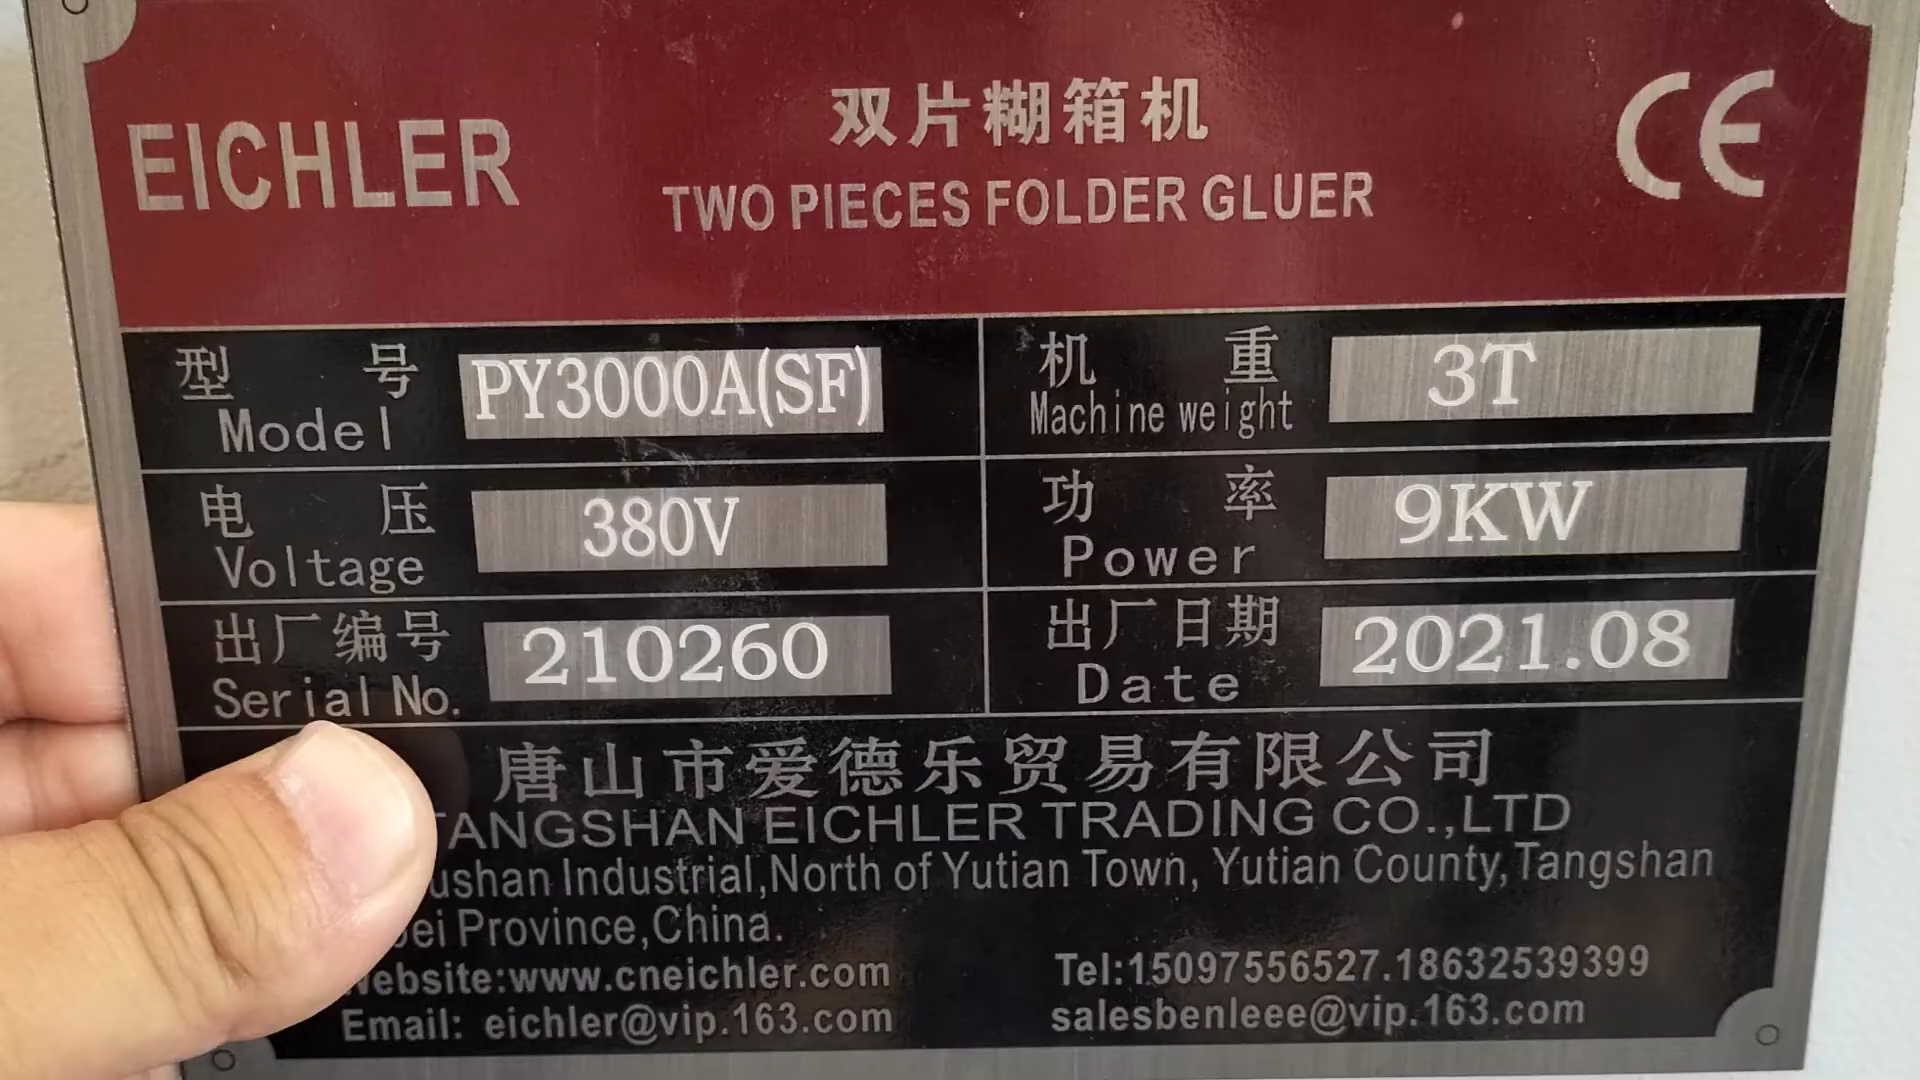 EICHLER
双片糊箱机
TWO PIECES FOLDER GLUER
CE
型号
Model
PY3000A(SF)
机重
Machine weight
3T
电压
Voltage
380V
功率
Power
9KW
出厂编号
Serial No.
210260
出厂日期
Date
2021.08
唐山市爱德乐贸易有限公司
TANGSHAN EICHLER TRADING CO.,LTD
Industrial,North of Yutian Town, Yutian County,Tangshan
Province,China.
Website:www.cneichler.com
Tel:15097556527.18632539399
Email: eichler@vip.163.com
salesbenleee@vip.163.com